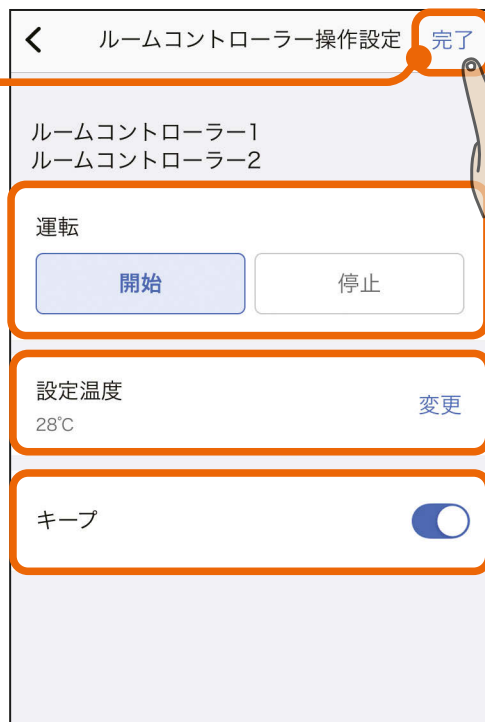 ルームコントローラー操作設定 完了
ルームコントローラー1
ルームコントローラー2
運転
開始 停止
設定温度
28℃ 変更
キープ